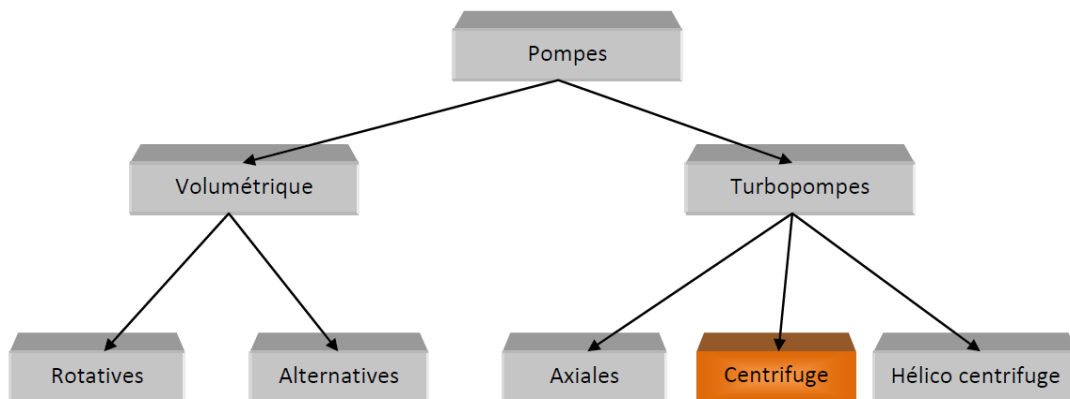 Pompes
Volumétrique
Turbopompes
Rotatives
Alternatives
Axiales
Centrifuge
Hélico centrifuge